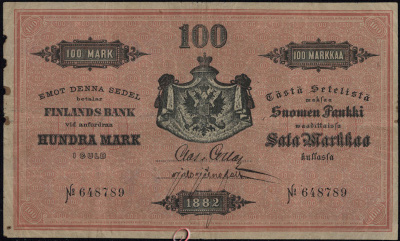 100
100 MARK
100 MARKKAA
EMOT DENNA SEDEL
betalar
FINLANDS BANK
vid anfordran
HUNDRA MARK
I GULD
Tästä Setelistä
maksaa
Suomen Pankki
vaadittaissa
Sata Markkaa
kullassa
№ 648789
№ 648789
1882